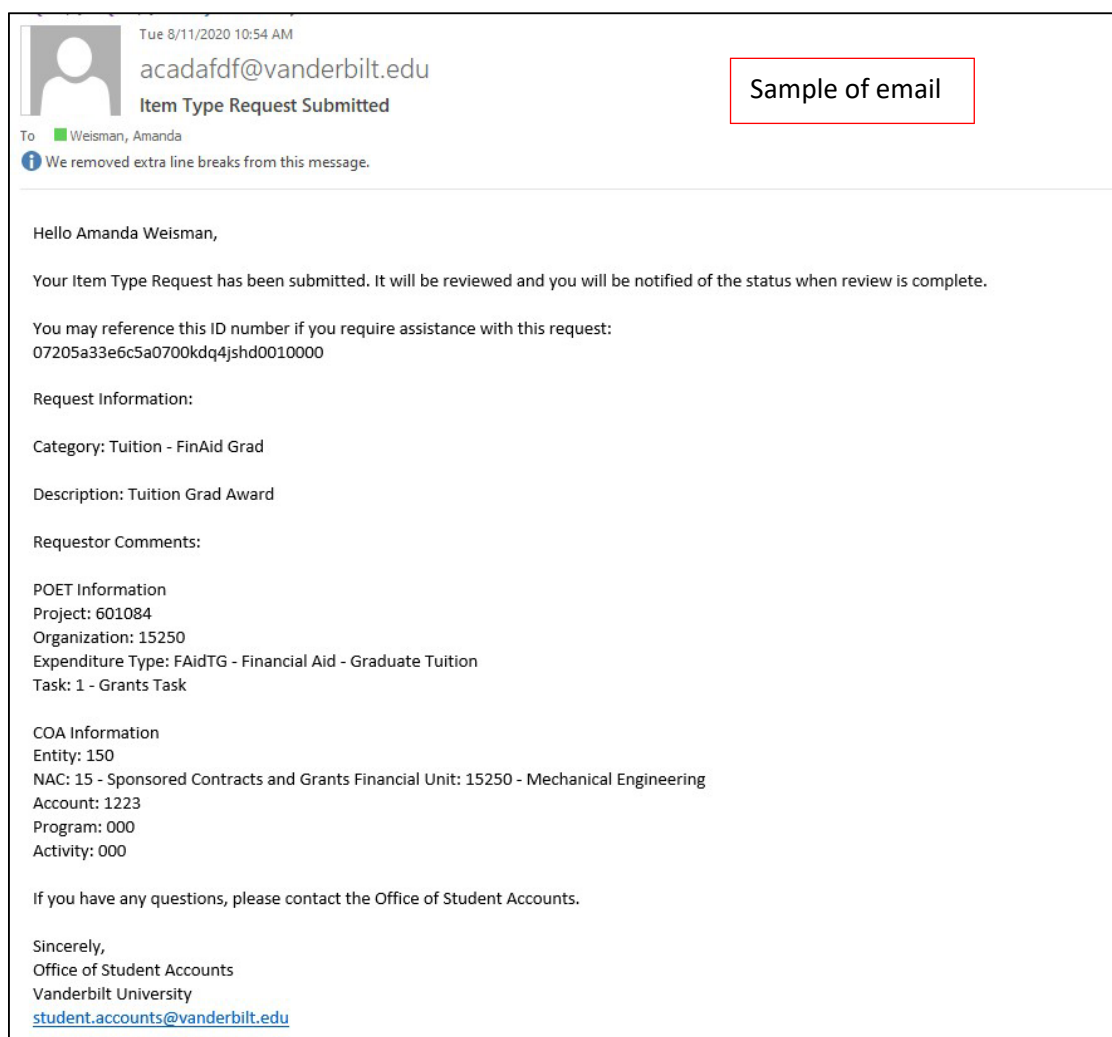 Tue 8/11/2020 10:54 AM
acadafdf@vanderbilt.edu
Sample of email
Item Type Request Submitted
To Weisman, Amanda
We removed extra line breaks from this message.
Hello Amanda Weisman,
Your Item Type Request has been submitted. It will be reviewed and you will be notified of the status when review is complete.
You may reference this ID number if you require assistance with this request:
07205a33e6c5a0700kdq4jshd0010000
Request Information:
Category: Tuition - FinAid Grad
Description: Tuition Grad Award
Requestor Comments:
POET Information
Project: 601084
Organization: 15250
Expenditure Type: FAidTG - Financial Aid - Graduate Tuition
Task: 1 - Grants Task
COA Information
Entity: 150
NAC: 15 - Sponsored Contracts and Grants Financial Unit: 15250 - Mechanical Engineering
Account: 1223
Program: 000
Activity: 000
If you have any questions, please contact the Office of Student Accounts.
Sincerely,
Office of Student Accounts
Vanderbilt University
student.accounts@vanderbilt.edu